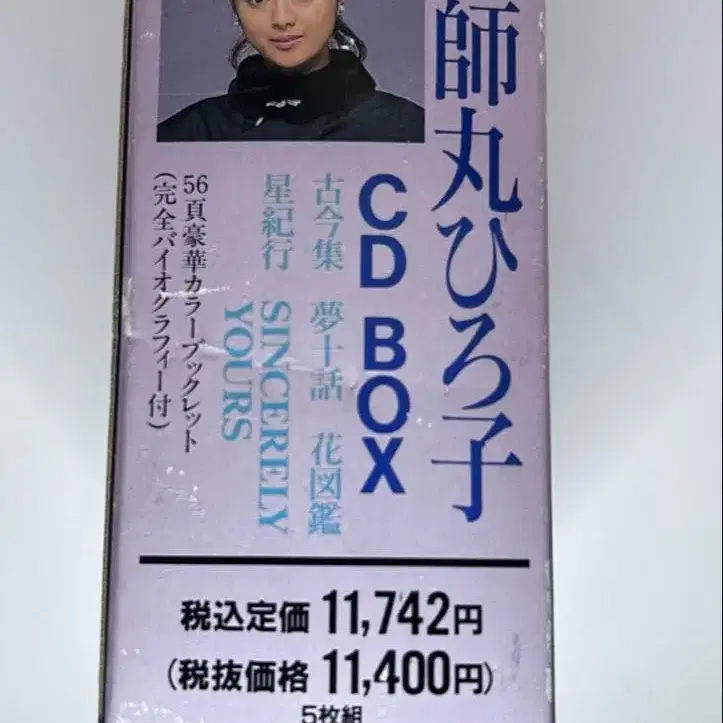 師丸ひろ子
CD BOX
古今集 夢十話 花図鑑
星紀行 SINCERELY
YOURS
56頁豪華カラーブックレット
(完全バイオグラフィー付)
税込定価 11,742円
(税抜価格 11,400円)
5枚組